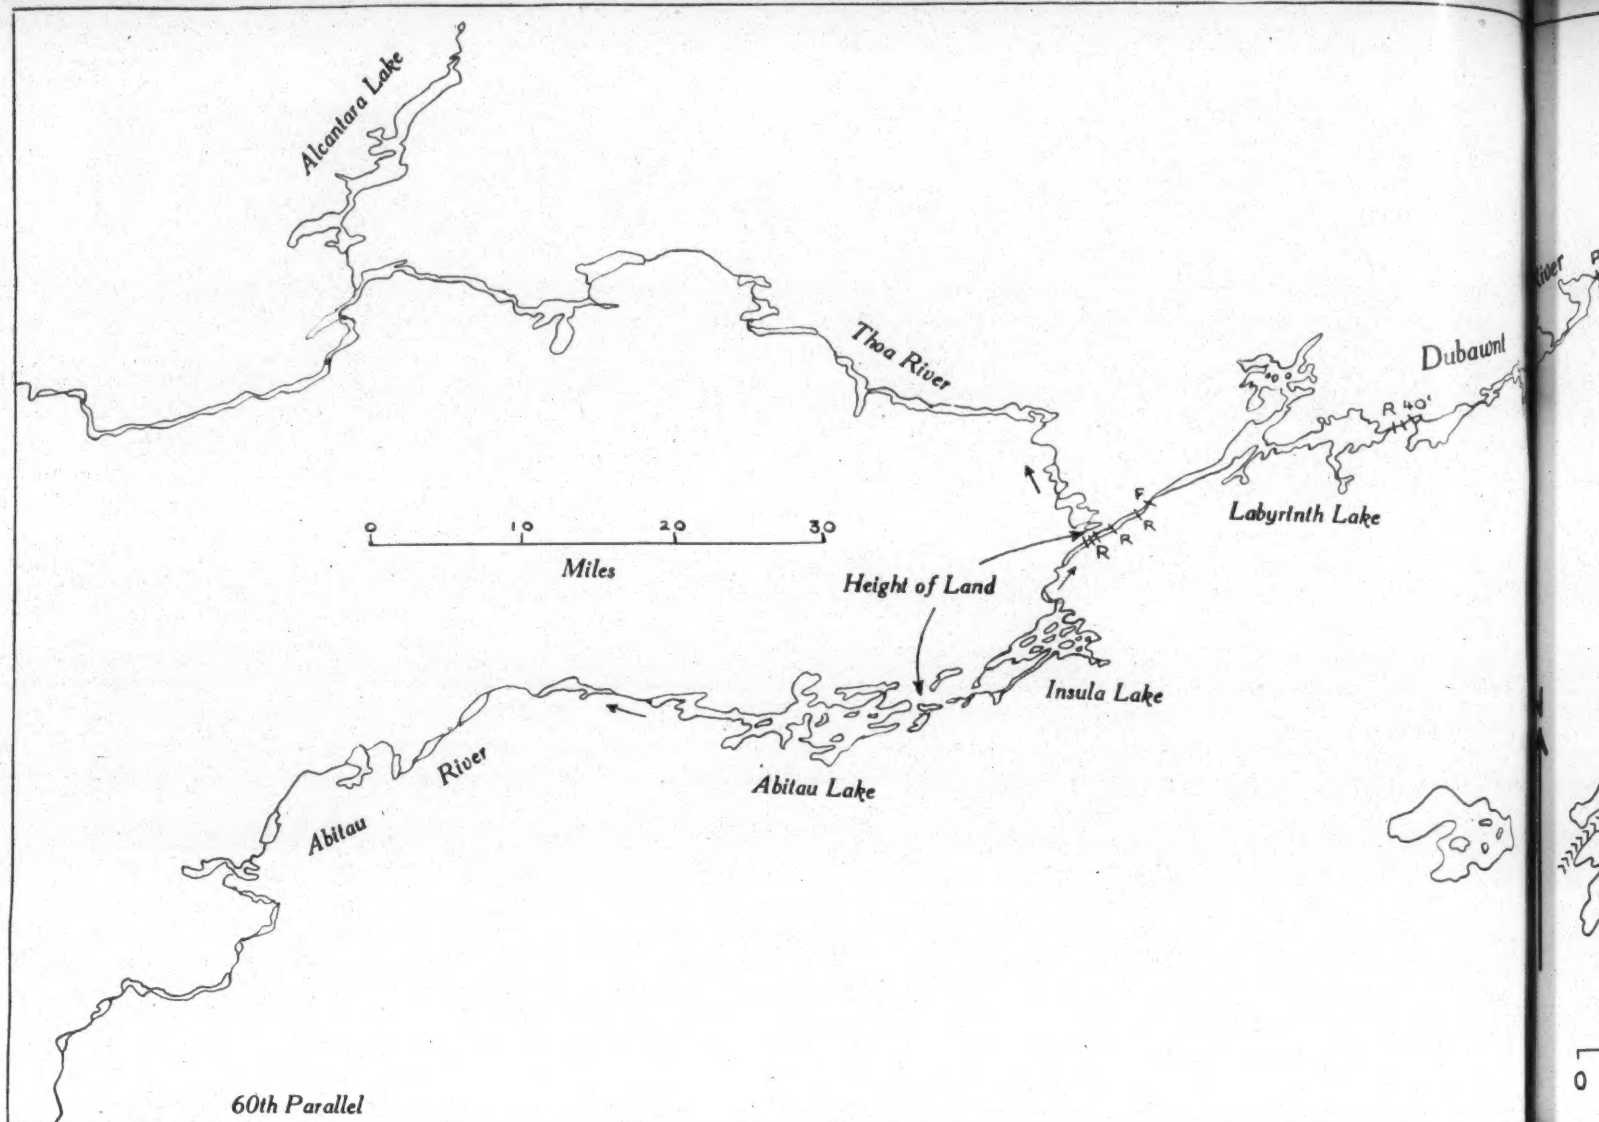 Alcantara Lake
River
Dubawnt
Thoa River
R 40'
F
R
R
R
Labyrinth Lake
0 10 20 30
Miles
Height of Land
Insula Lake
Abitau Lake
Abitau River
60th Parallel
0